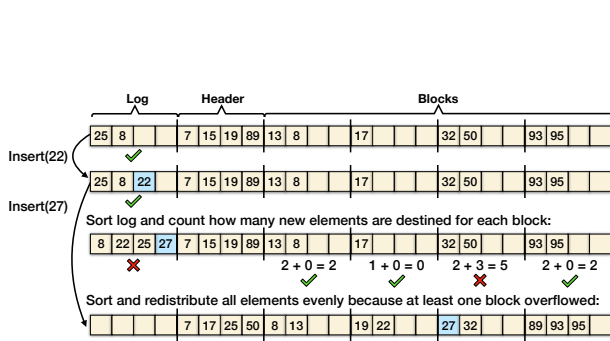 Log Header Blocks
25 8 7 15 19 89 13 8 17 32 50 93 95
Insert(22)
25 8 22 7 15 19 89 13 8 17 32 50 93 95
Insert(27)
Sort log and count how many new elements are destined for each block:
8 22 25 27 7 15 19 89 13 8 17 32 50 93 95
2 + 0 = 2 1 + 0 = 0 2 + 3 = 5 2 + 0 = 2
Sort and redistribute all elements evenly because at least one block overflowed:
7 17 25 50 8 13 19 22 27 32 89 93 95